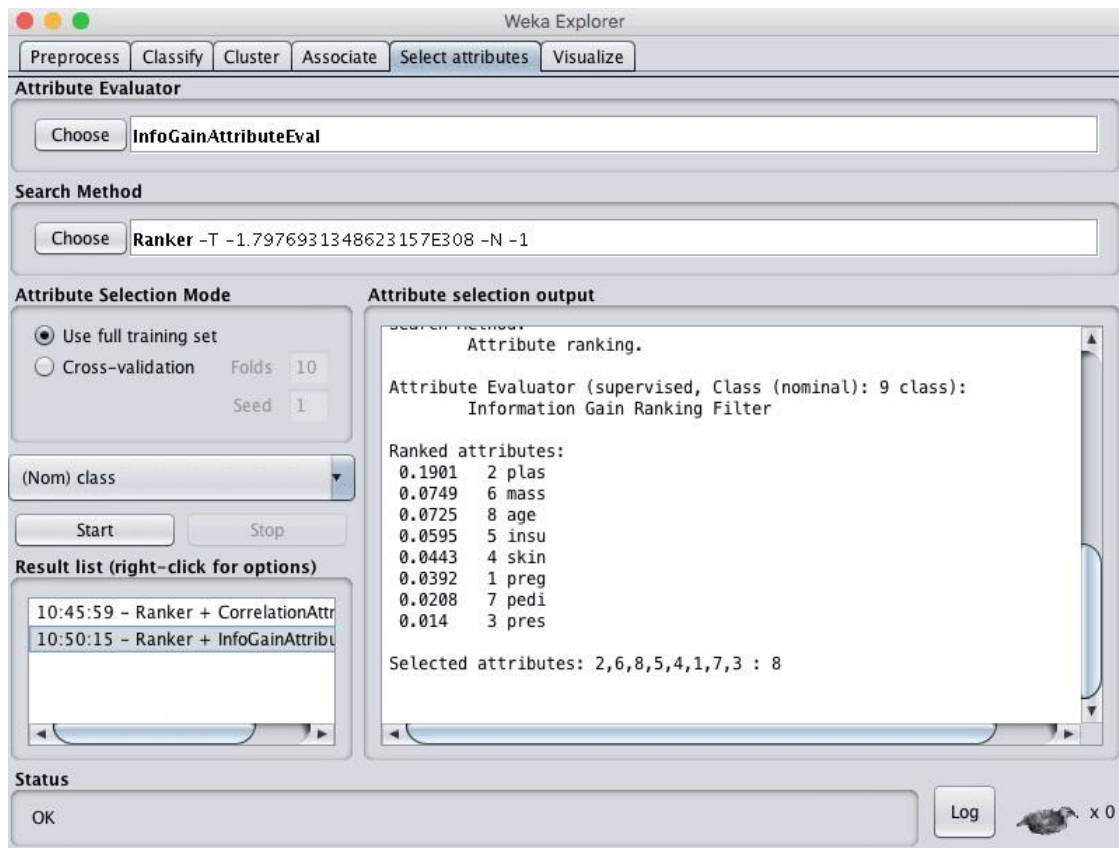 Weka Explorer
Preprocess Classify Cluster Associate Select attributes Visualize
Attribute Evaluator
Choose InfoGainAttributeEval
Search Method
Choose Ranker -T -1.7976931348623157E308 -N -1
Attribute Selection Mode
Use full training set
Cross-validation Folds 10
Seed 1
(Nom) class
Start Stop
Result list (right-click for options)
10:45:59 - Ranker + CorrelationAttr
10:50:15 - Ranker + InfoGainAttribu
Attribute selection output
Search Method:
Attribute ranking.
Attribute Evaluator (supervised, Class (nominal): 9 class):
Information Gain Ranking Filter
Ranked attributes:
0.1901 2 plas
0.0749 6 mass
0.0725 8 age
0.0595 5 insu
0.0443 4 skin
0.0392 1 preg
0.0208 7 pedi
0.014 3 pres
Selected attributes: 2,6,8,5,4,1,7,3 : 8
Status
OK
Log x 0